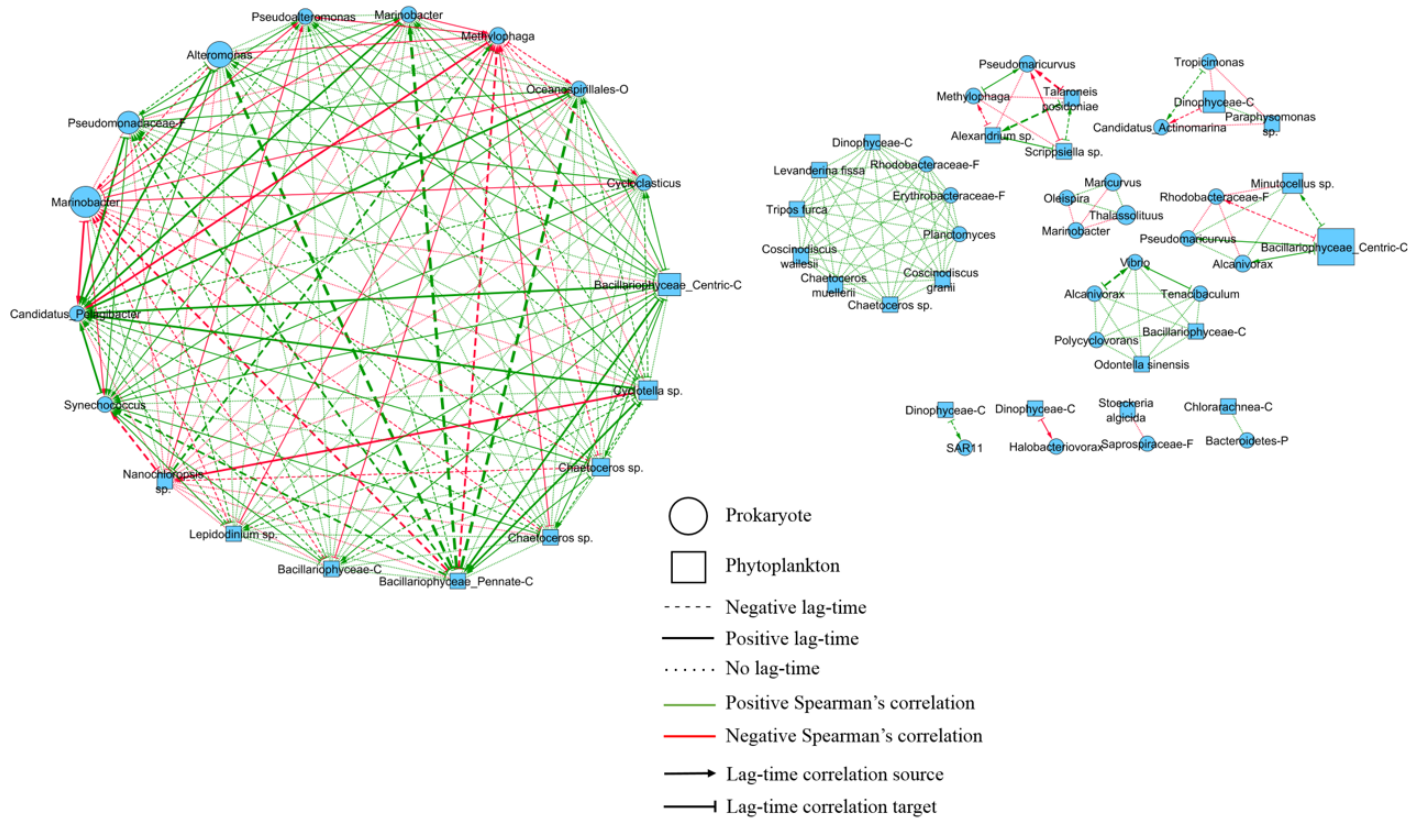 Pseudoalteromonas
Marinobacter
Methylophaga
Alteromonas
Oceanospirillales-O
Pseudomonadaceae-F
Cycloclasticus
Marinobacter
Bacillariophyceae_Centric-C
Candidatus_Pelagibacter
Cyclotella sp.
Synechococcus
Chaetoceros sp.
Nanochloropsis
sp.
Lepidodinium sp.
Chaetoceros sp.
Bacillariophyceae-C
Bacillariophyceae_Pennate-C
Dinophyceae-C
Levanderina fissa
Rhodobacteraceae-F
Tripos furca
Erythrobacteraceae-F
Planctomyces
Coscinodiscus
wailesii
Chaetoceros
muellerii
Coscinodiscus
granii
Chaetoceros sp.
Pseudomaricurvus
Methylophaga
Talaroneis
posidoniae
Alexandrium sp.
Scrippsiella sp.
Tropicimonas
Dinophyceae-C
Candidatus_Actinomarina
Paraphysomonas
sp.
Maricurvus
Oleispira
Thalassolituus
Marinobacter
Minutocellus sp.
Rhodobacteraceae-F
Pseudomaricurvus
Bacillariophyceae_Centric-C
Alcanivorax
Vibrio
Alcanivorax
Tenacibaculum
Polycyclovorans
Bacillariophyceae-C
Odontella sinensis
Dinophyceae-C
SAR11
Dinophyceae-C
Halobacteriovorax
Stoeckeria
algicida
Saprospiraceae-F
Chlorarachnea-C
Bacteroidetes-P
Prokaryote
Phytoplankton
Negative lag-time
Positive lag-time
No lag-time
Positive Spearman’s correlation
Negative Spearman’s correlation
Lag-time correlation source
Lag-time correlation target